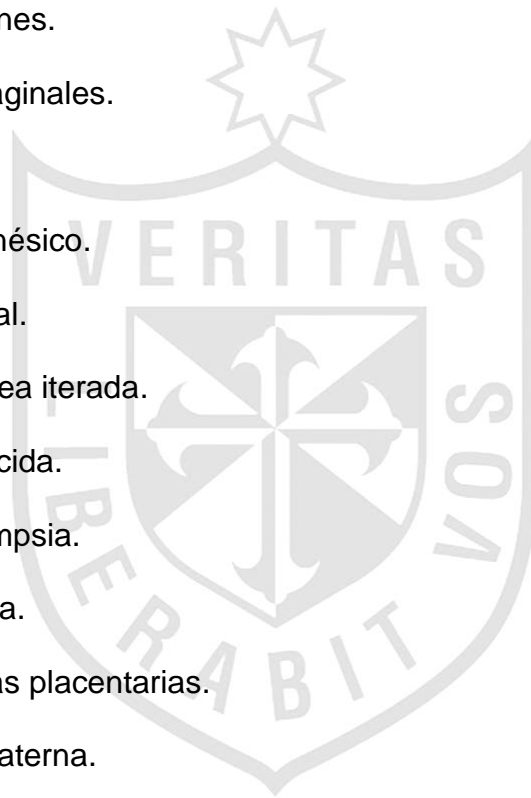 nes.
aginales.
VERITAS
nésico.
al.
ea iterada.
cida.
mpsia.
a.
as placentarias.
aterna.
LIBERABIT VOS